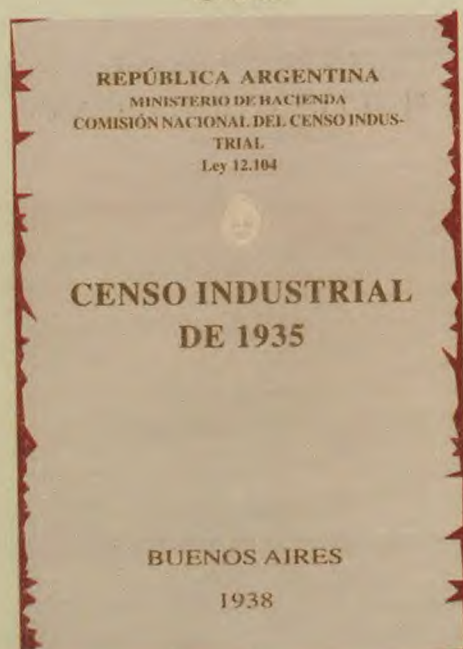 REPÚBLICA ARGENTINA
MINISTERIO DE HACIENDA
COMISIÓN NACIONAL DEL CENSO INDUS-
TRIAL
Ley 12.104
CENSO INDUSTRIAL
DE 1935
BUENOS AIRES
1938